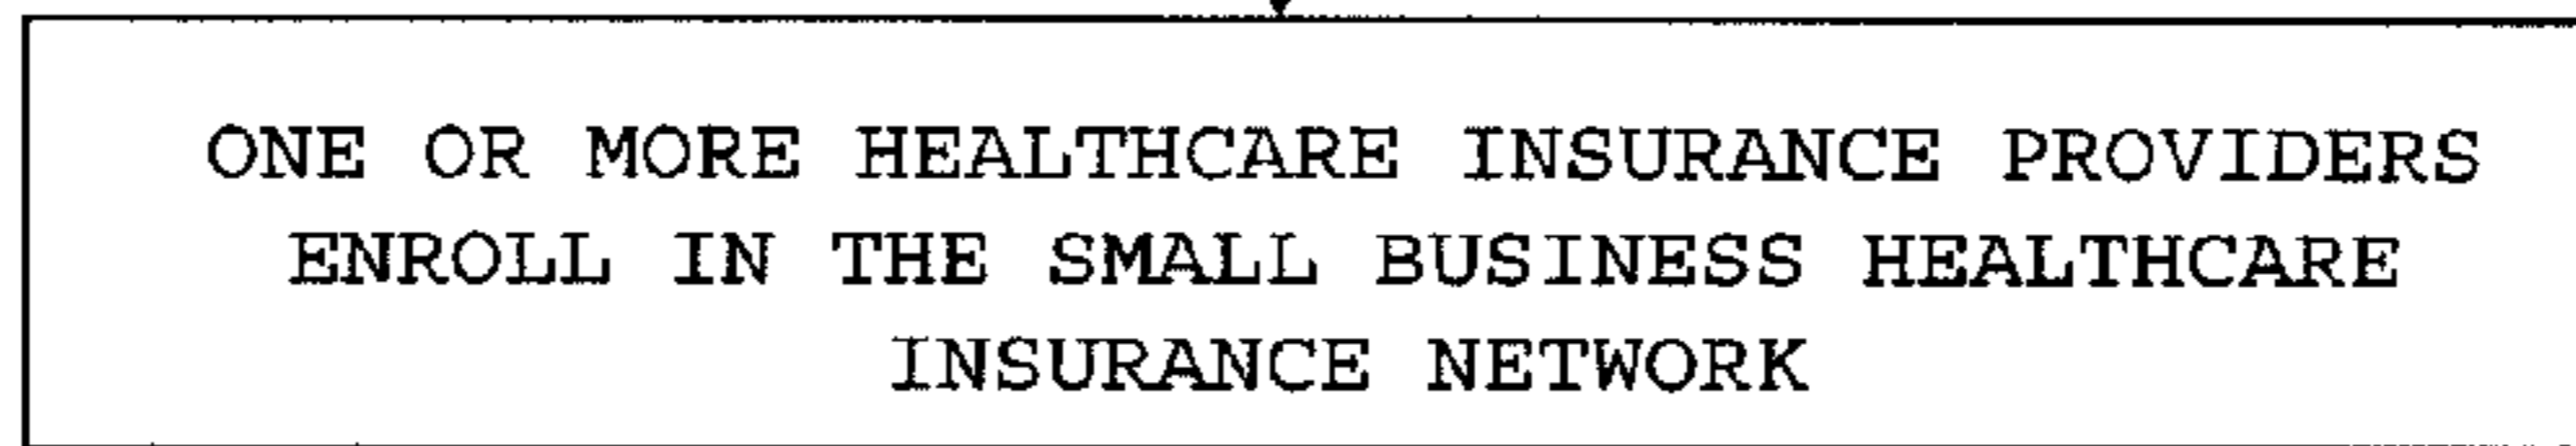 ONE OR MORE HEALTHCARE INSURANCE PROVIDERS
ENROLL IN THE SMALL BUSINESS HEALTHCARE
INSURANCE NETWORK